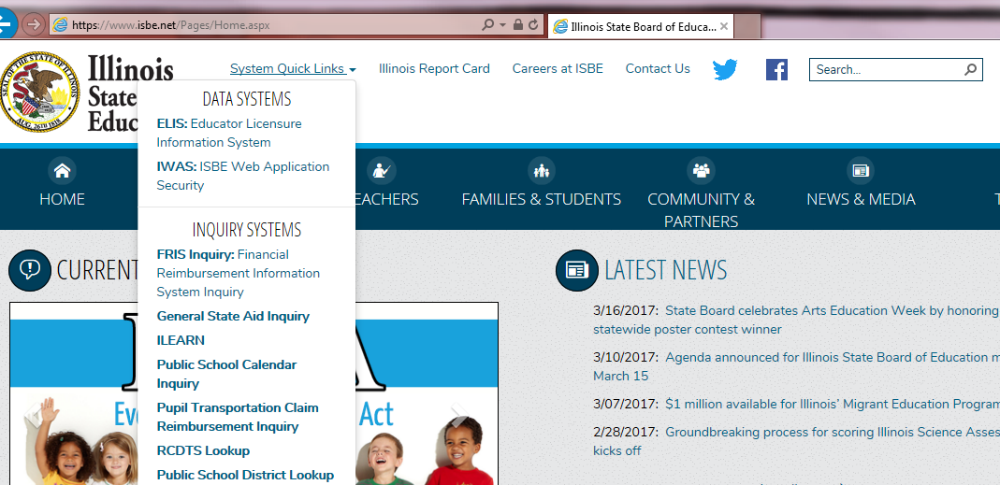 https://www.isbe.net/Pages/Home.aspx
Illinois State Board of Educa...
SEAL OF THE STATE OF ILLINOIS
AUG. 26TH 1818
Illinois
State
Educ
System Quick Links
Illinois Report Card
Careers at ISBE
Contact Us
Search...
DATA SYSTEMS
ELIS: Educator Licensure
Information System
IWAS: ISBE Web Application
Security
INQUIRY SYSTEMS
FRIS Inquiry: Financial
Reimbursement Information
System Inquiry
General State Aid Inquiry
ILEARN
Public School Calendar
Inquiry
Pupil Transportation Claim
Reimbursement Inquiry
RCDTS Lookup
Public School District Lookup
HOME
EACHERS
FAMILIES & STUDENTS
COMMUNITY &
PARTNERS
NEWS & MEDIA
CURRENT
Ev
Act
LATEST NEWS
3/16/2017: State Board celebrates Arts Education Week by honoring
statewide poster contest winner
3/10/2017: Agenda announced for Illinois State Board of Education m
March 15
3/07/2017: $1 million available for Illinois' Migrant Education Program
2/28/2017: Groundbreaking process for scoring Illinois Science Asses
kicks off